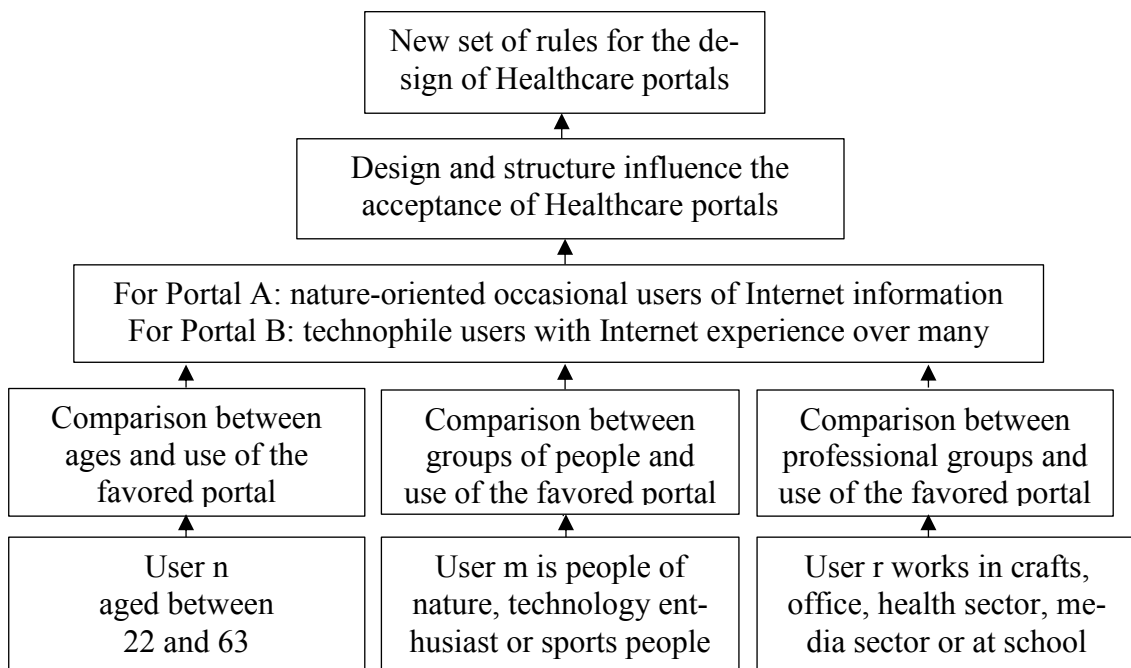 New set of rules for the de-
sign of Healthcare portals
Design and structure influence the
acceptance of Healthcare portals
For Portal A: nature-oriented occasional users of Internet information
For Portal B: technophile users with Internet experience over many
Comparison between
ages and use of the
favored portal
Comparison between
groups of people and
use of the favored portal
Comparison between
professional groups and
use of the favored portal
User n
aged between
22 and 63
User m is people of
nature, technology ent-
husiast or sports people
User r works in crafts,
office, health sector, me-
dia sector or at school